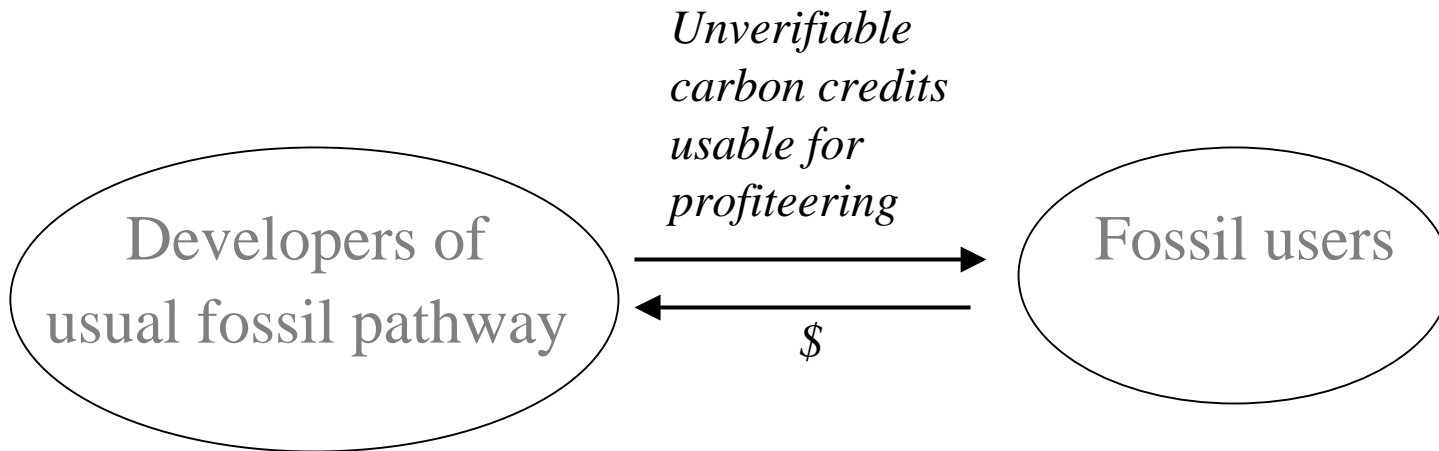 Unverifiable
carbon credits
usable for
profiteering
Developers of
usual fossil pathway
Fossil users
$